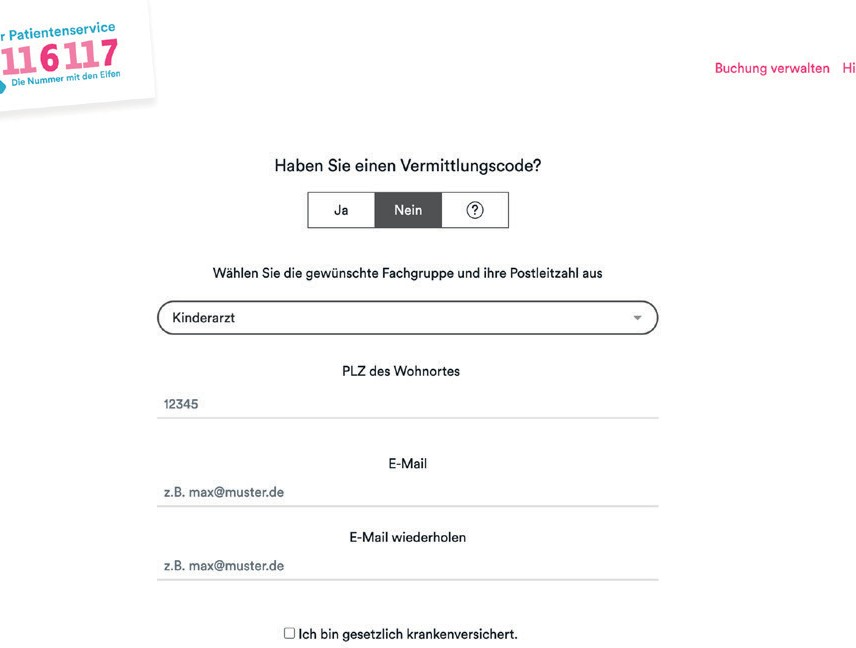 r Patientenservice
116117
Die Nummer mit den Elfen
Buchung verwalten Hi
Haben Sie einen Vermittlungscode?
Ja Nein ?
Wählen Sie die gewünschte Fachgruppe und ihre Postleitzahl aus
Kinderarzt
PLZ des Wohnortes
12345
E-Mail
z.B. max@muster.de
E-Mail wiederholen
z.B. max@muster.de
Ich bin gesetzlich krankenversichert.